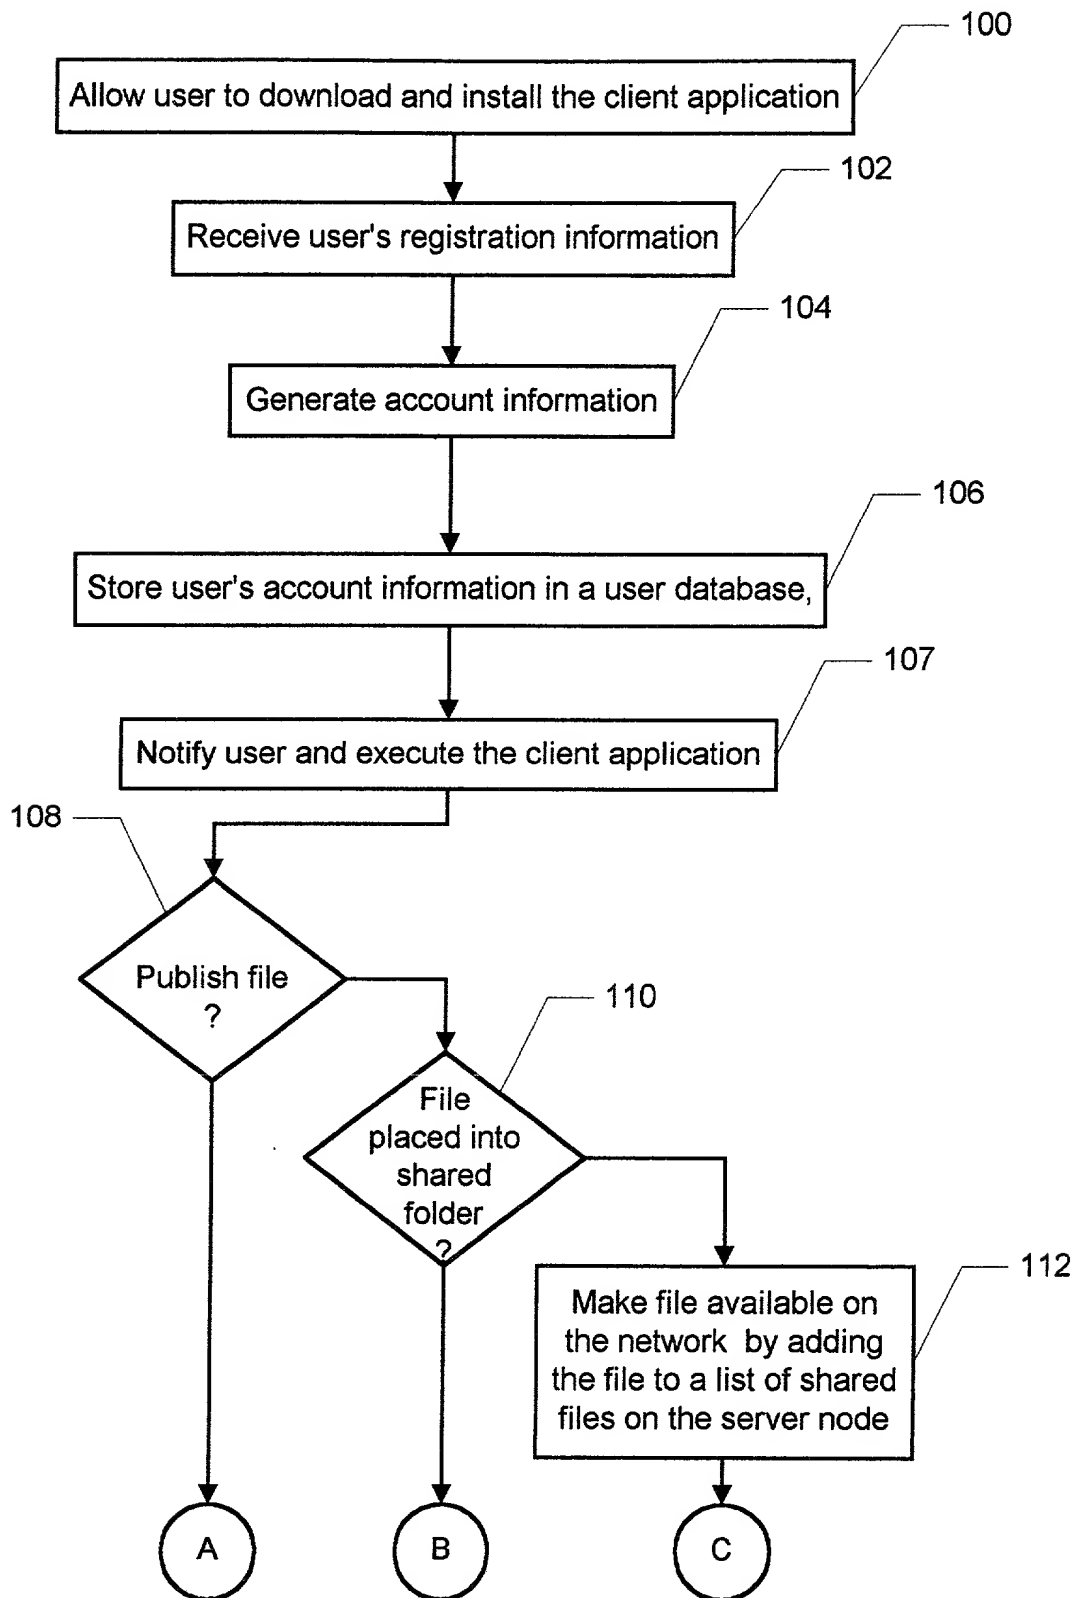 100
Allow user to download and install the client application
102
Receive user's registration information
104
Generate account information
106
Store user's account information in a user database,
107
Notify user and execute the client application
108
Publish file
?
110
File
placed into
shared
folder
?
112
Make file available on
the network by adding
the file to a list of shared
files on the server node
A
B
C